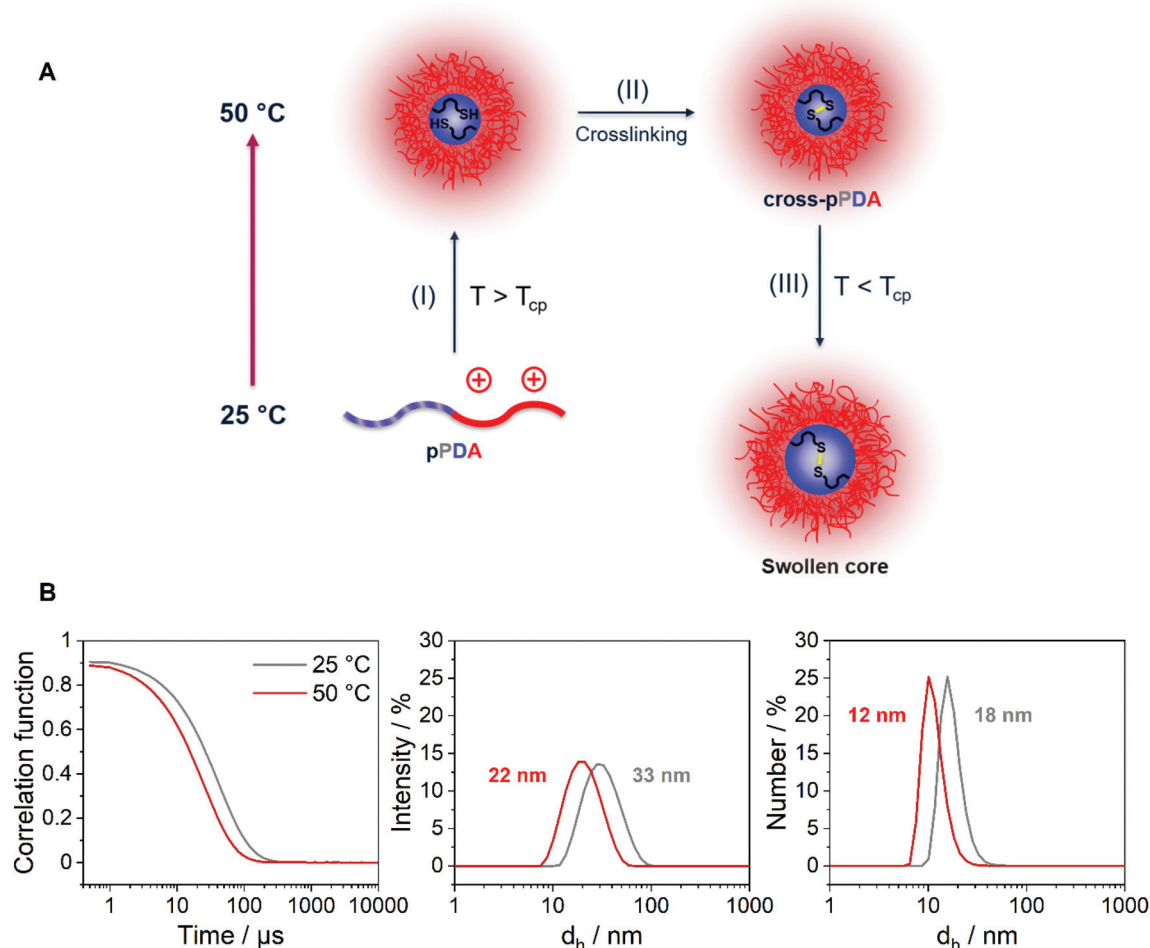 A
50 °C
25 °C
SH
HS
(II)
Crosslinking
S
S
cross-pPDA
(I)
T > Tcp
(III)
T < Tcp
+
+
pPDA
S
S
Swollen core
B
Correlation function
1
0.8
0.6
0.4
0.2
0
25 °C
50 °C
1
10
100
1000
10000
Time / µs
Intensity / %
30
25
20
15
10
5
0
22 nm
33 nm
1
10
100
1000
dh / nm
Number / %
30
25
20
15
10
5
0
12 nm
18 nm
1
10
100
1000
dh / nm